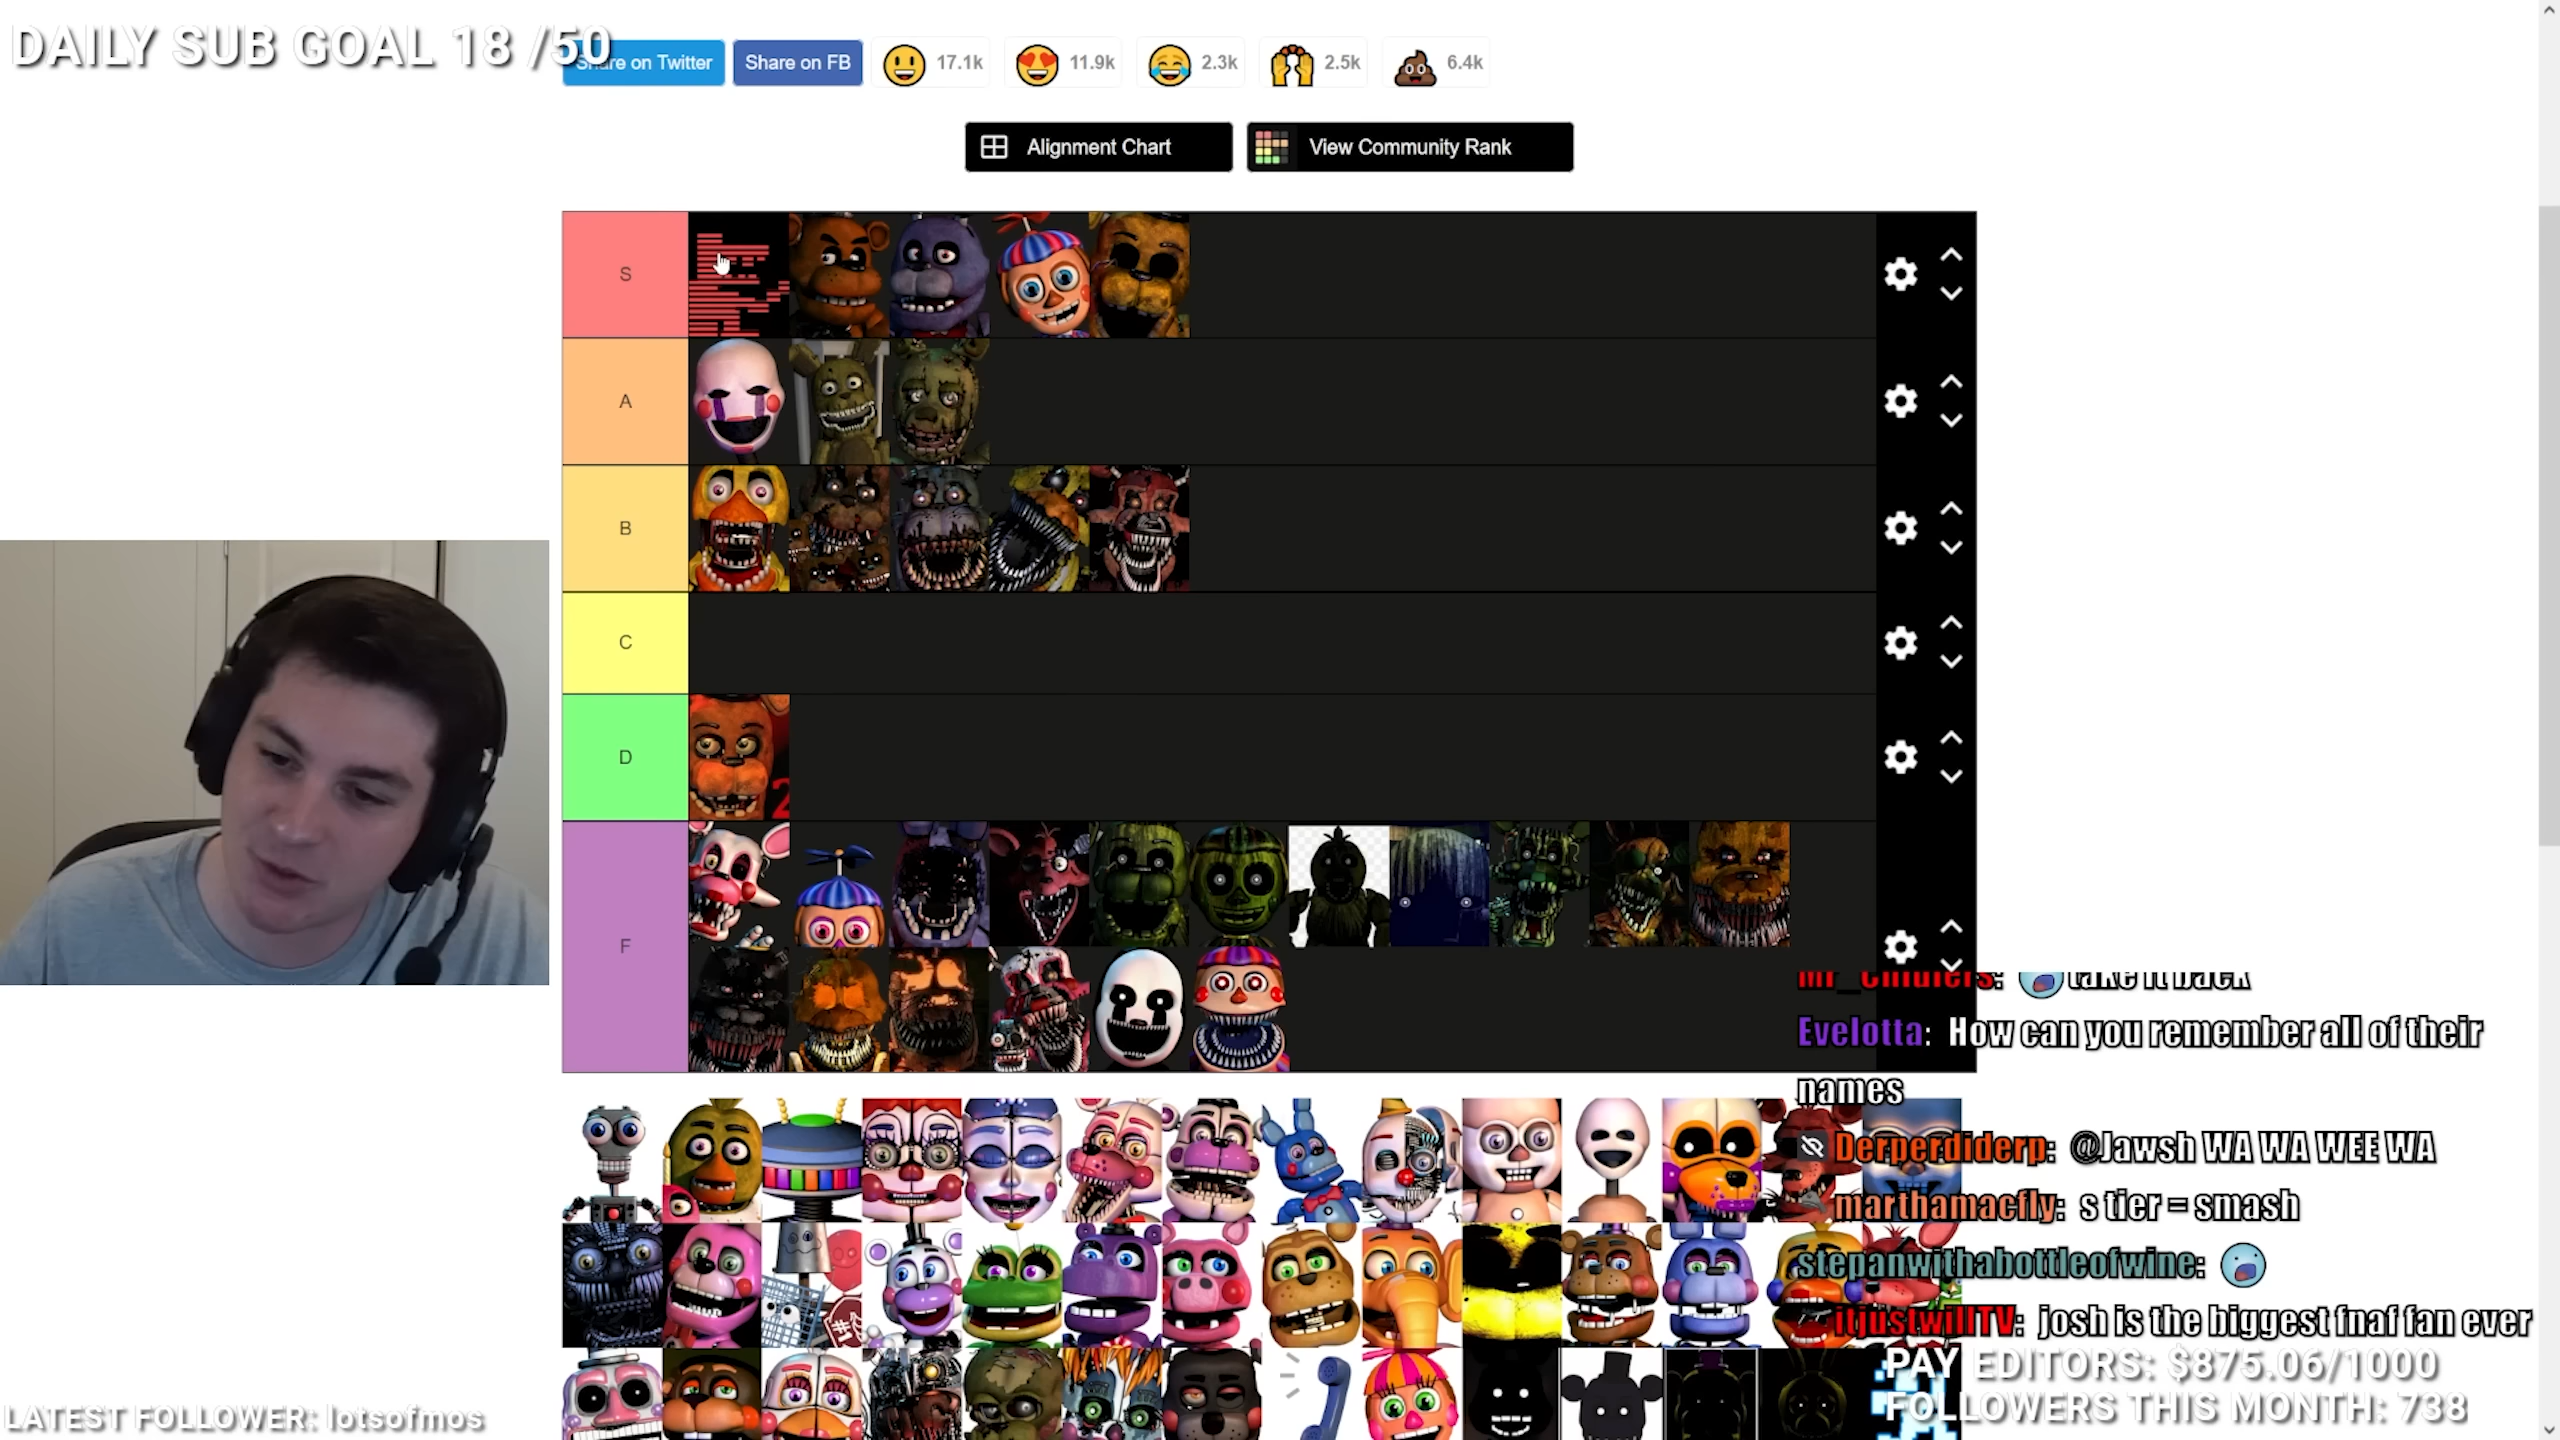 DAILY SUB GOAL 18 /50
Share on Twitter
Share on FB
17.1k
11.9k
2.3k
2.5k
6.4k
Alignment Chart
View Community Rank
S
A
B
C
D
2
F
Mr_Childers: take it back
Evelotta: How can you remember all of their
names
Derperdiderp: @Jawsh WA WA WEE WA
marthamacfly: s tier = smash
stepanwithabottleofwine:
itjustwillTV: josh is the biggest fnaf fan ever
#1
PAY EDITORS: $875.06/1000
FOLLOWERS THIS MONTH: 738
LATEST FOLLOWER: lotsofmos